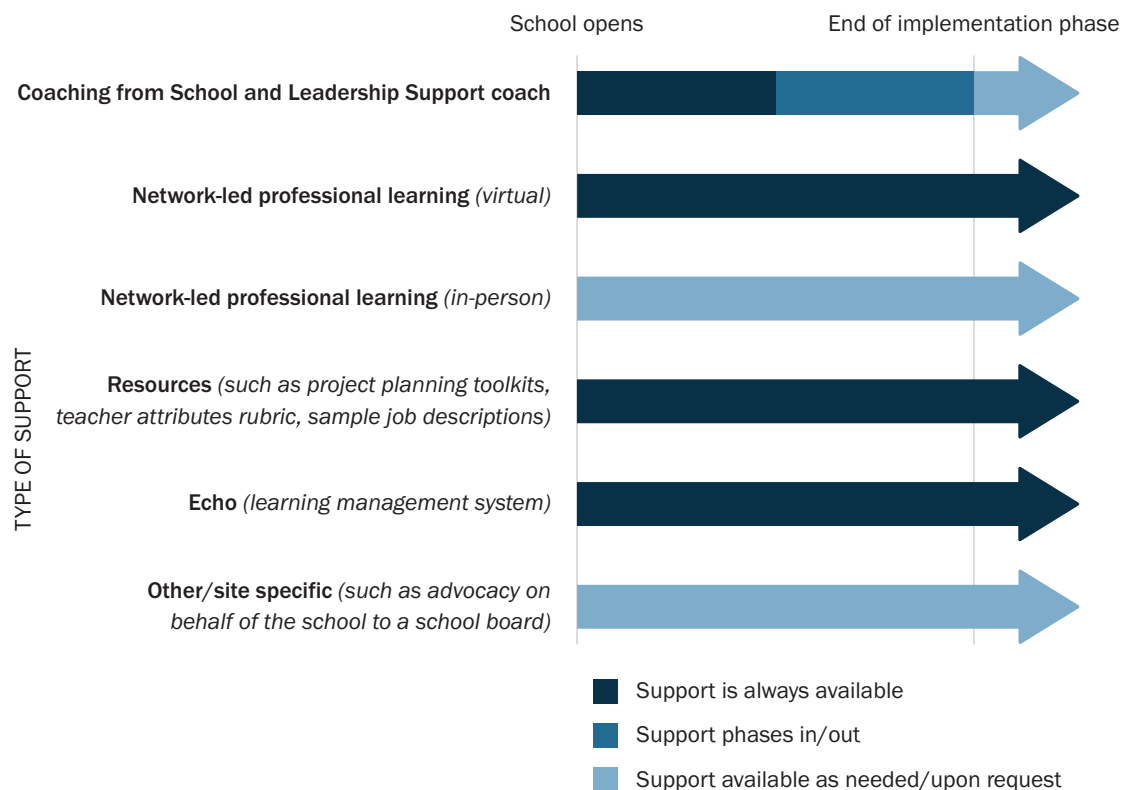 School opens
End of implementation phase
Coaching from School and Leadership Support coach
Network-led professional learning (virtual)
Network-led professional learning (in-person)
TYPE OF SUPPORT
Resources (such as project planning toolkits,
teacher attributes rubric, sample job descriptions)
Echo (learning management system)
Other/site specific (such as advocacy on
behalf of the school to a school board)
Support is always available
Support phases in/out
Support available as needed/upon request